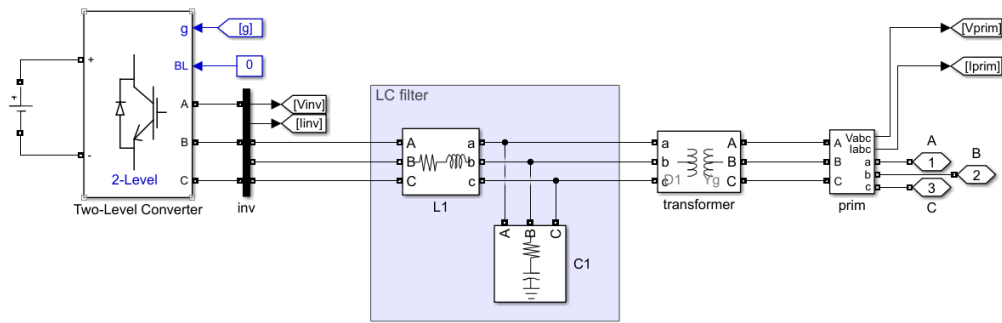 g
[g]
[Vprim]
BL
0
[Iprim]
+
LC filter
A
[Vinv]
[Iinv]
B
-
2-Level
C
Two-Level Converter
inv
A a
B b
C c
L1
a A
b B
c C
D1 Yg
transformer
A
B
C
Vabc
Iabc
a
b
c
prim
A
1
B
2
3
C
A B C
C1
+